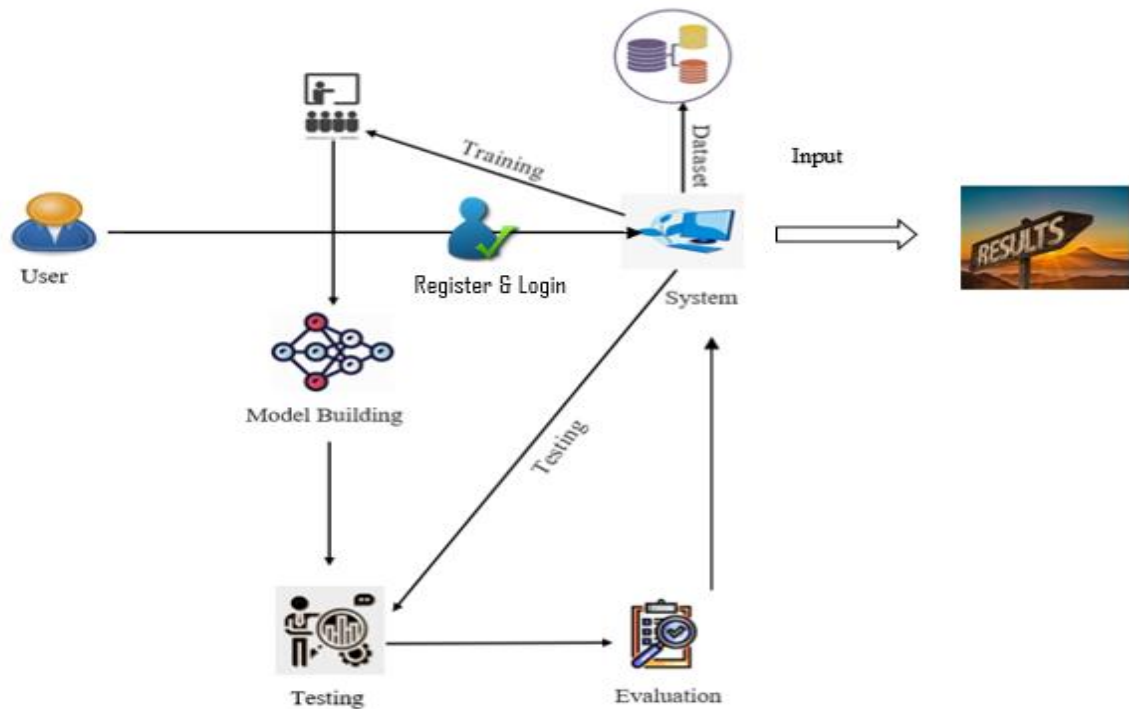 Dataset
Training
Input
User
Register & Login
System
RESULTS
Model Building
Testing
Testing
Evaluation